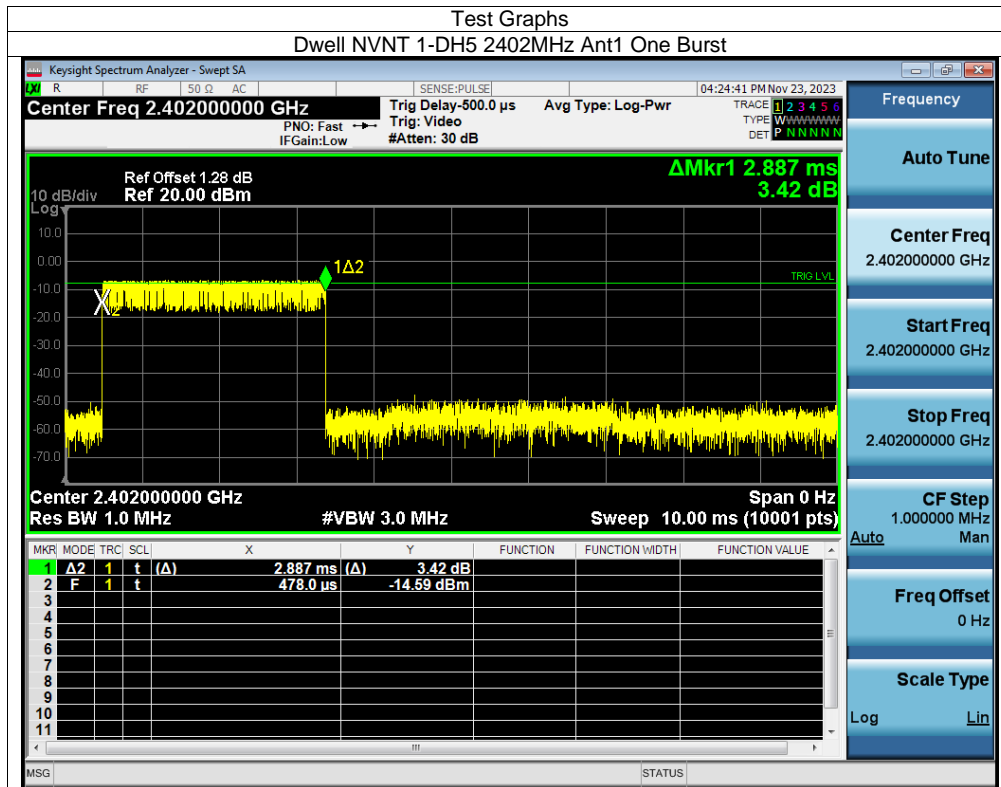 Test Graphs
Dwell NVNT 1-DH5 2402MHz Ant1 One Burst
Keysight Spectrum Analyzer - Swept SA
LXI R RF 50 Ω AC SENSE:PULSE 04:24:41 PM Nov 23, 2023
Center Freq 2.402000000 GHz Trig Delay-500.0 µs Avg Type: Log-Pwr TRACE 1 2 3 4 5 6
PNO: Fast Trig: Video TYPE WWWWWW
IFGain:Low #Atten: 30 dB DET P N N N N N
Frequency
Auto Tune
Center Freq
2.402000000 GHz
Start Freq
2.402000000 GHz
Stop Freq
2.402000000 GHz
CF Step
1.000000 MHz
Auto Man
Freq Offset
0 Hz
Scale Type
Log Lin
ΔMkr1 2.887 ms
3.42 dB
Ref Offset 1.28 dB
10 dB/div Ref 20.00 dBm
Log
10.0
0.00
-10.0
-20.0
-30.0
-40.0
-50.0
-60.0
-70.0
1Δ2
TRIG LVL
2
Center 2.402000000 GHz Span 0 Hz
Res BW 1.0 MHz #VBW 3.0 MHz Sweep 10.00 ms (10001 pts)
MKR MODE TRC SCL X Y FUNCTION FUNCTION WIDTH FUNCTION VALUE
1 Δ2 1 t (Δ) 2.887 ms (Δ) 3.42 dB
2 F 1 t 478.0 µs -14.59 dBm
3
4
5
6
7
8
9
10
11
MSG STATUS